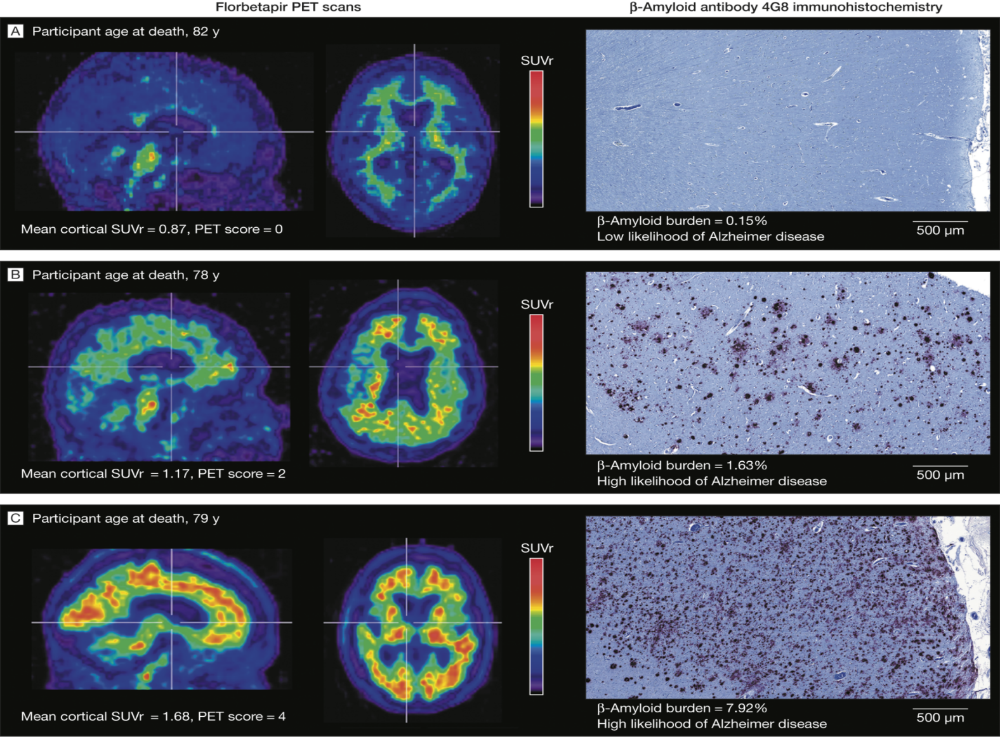 Florbetapir PET scans
β-Amyloid antibody 4G8 immunohistochemistry
A Participant age at death, 82 y
SUVr
Mean cortical SUVr = 0.87, PET score = 0
β-Amyloid burden = 0.15%
Low likelihood of Alzheimer disease
500 µm
B Participant age at death, 78 y
SUVr
Mean cortical SUVr = 1.17, PET score = 2
β-Amyloid burden = 1.63%
High likelihood of Alzheimer disease
500 µm
C Participant age at death, 79 y
SUVr
Mean cortical SUVr = 1.68, PET score = 4
β-Amyloid burden = 7.92%
High likelihood of Alzheimer disease
500 µm